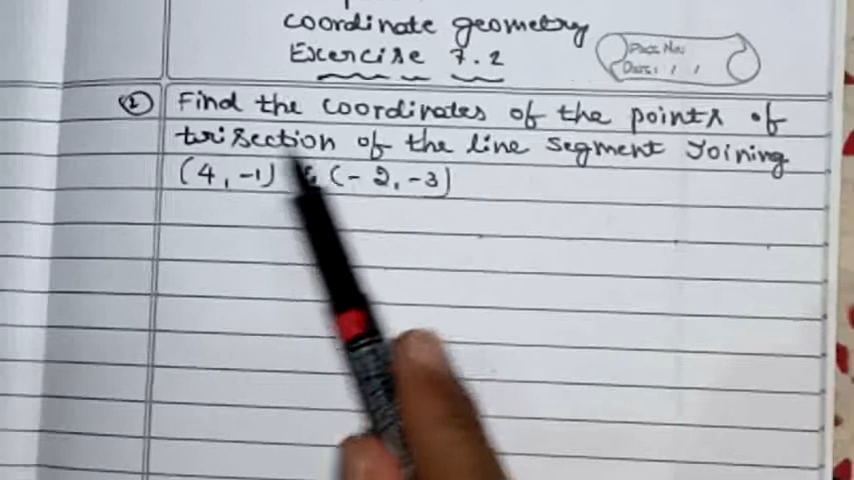 coordinate geometry
Exercise 7.2
Page No:
Date: / /
② Find the coordinates of the points of
trisection of the line segment joining
(4, -1) & (-2, -3)